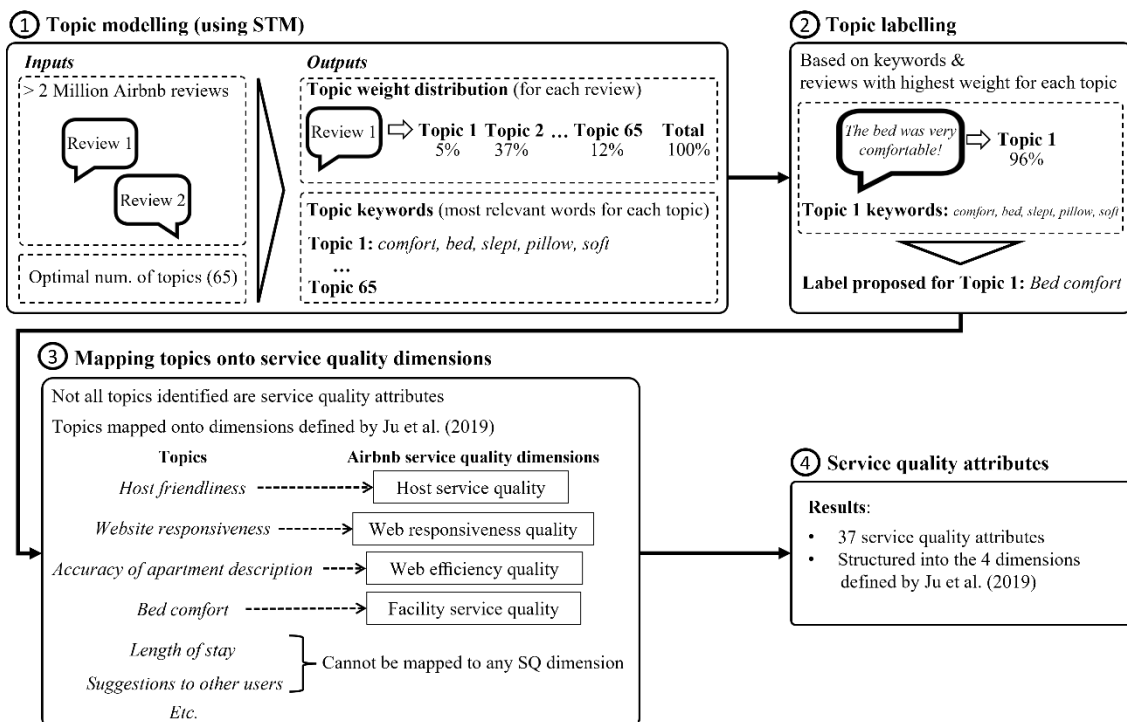 ① Topic modelling (using STM)
Inputs
> 2 Million Airbnb reviews
Review 1
Review 2
Optimal num. of topics (65)
Outputs
Topic weight distribution (for each review)
Review 1 Topic 1 Topic 2 ... Topic 65 Total
5% 37% 12% 100%
Topic keywords (most relevant words for each topic)
Topic 1: comfort, bed, slept, pillow, soft
...
Topic 65
② Topic labelling
Based on keywords &
reviews with highest weight for each topic
The bed was very
comfortable!
Topic 1
96%
Topic 1 keywords: comfort, bed, slept, pillow, soft
Label proposed for Topic 1: Bed comfort
③ Mapping topics onto service quality dimensions
Not all topics identified are service quality attributes
Topics mapped onto dimensions defined by Ju et al. (2019)
Topics Airbnb service quality dimensions
Host friendliness Host service quality
Website responsiveness Web responsiveness quality
Accuracy of apartment description Web efficiency quality
Bed comfort Facility service quality
Length of stay
Suggestions to other users
Cannot be mapped to any SQ dimension
Etc.
④ Service quality attributes
Results:
• 37 service quality attributes
• Structured into the 4 dimensions
defined by Ju et al. (2019)